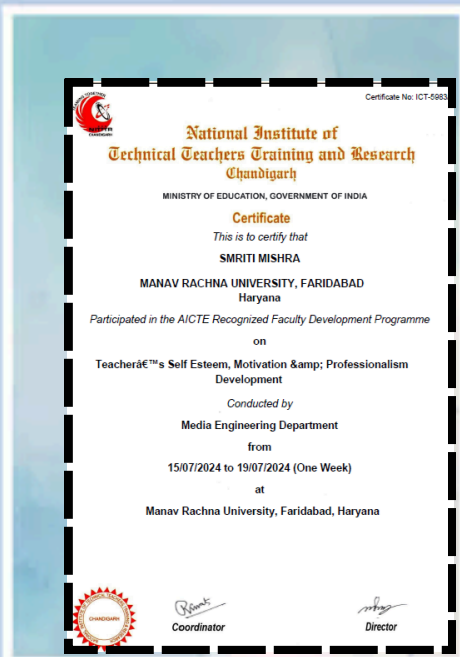 Certificate No: ICT-5983
NITTTR
CHANDIGARH
National Institute of
Technical Teachers Training and Research
Chandigarh
MINISTRY OF EDUCATION, GOVERNMENT OF INDIA
Certificate
This is to certify that
SMRITI MISHRA
MANAV RACHNA UNIVERSITY, FARIDABAD
Haryana
Participated in the AICTE Recognized Faculty Development Programme
on
Teacherâ€™s Self Esteem, Motivation &amp; Professionalism
Development
Conducted by
Media Engineering Department
from
15/07/2024 to 19/07/2024 (One Week)
at
Manav Rachna University, Faridabad, Haryana
CHANDIGARH
Coordinator
Director